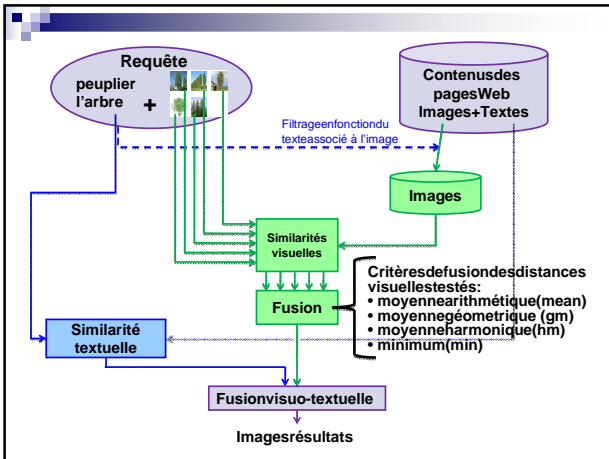 Requête
peuplier
l'arbre
+
Contenusdes
pagesWeb
Images+Textes
Filtrageenfonctiondu
texteassocié à l'image
Images
Similarités
visuelles
Critèresdefusiondesdistances
visuellestestés:
• moyennearithmétique(mean)
• moyennegéometrique (gm)
• moyenneharmonique(hm)
• minimum(min)
Fusion
Similarité
textuelle
Fusionvisuo-textuelle
Imagesrésultats